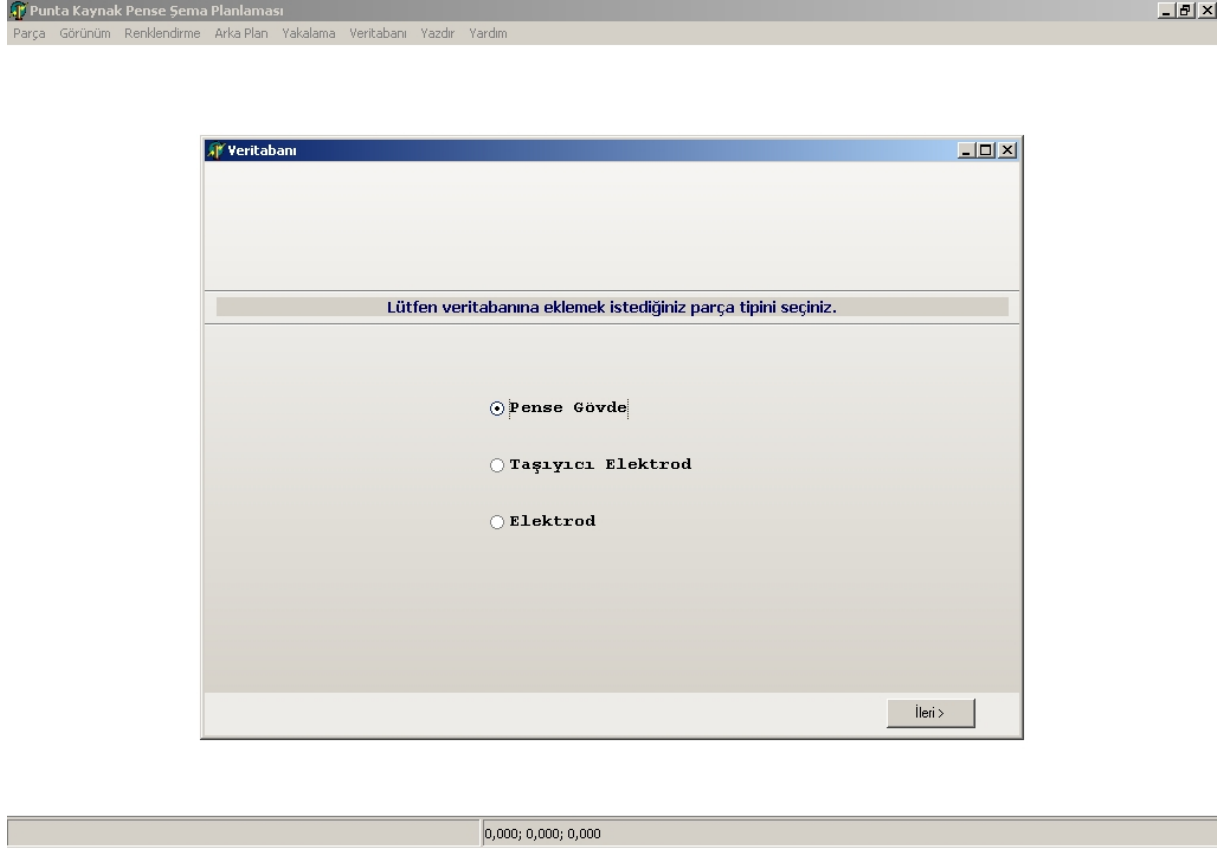 Punta Kaynak Pense Şema Planlaması
Parça Görünüm Renklendirme Arka Plan Yakalama Veritabanı Yazdır Yardım
Veritabanı
Lütfen veritabanına eklemek istediğiniz parça tipini seçiniz.
Pense Gövde
Taşıyıcı Elektrod
Elektrod
İleri >
0,000; 0,000; 0,000